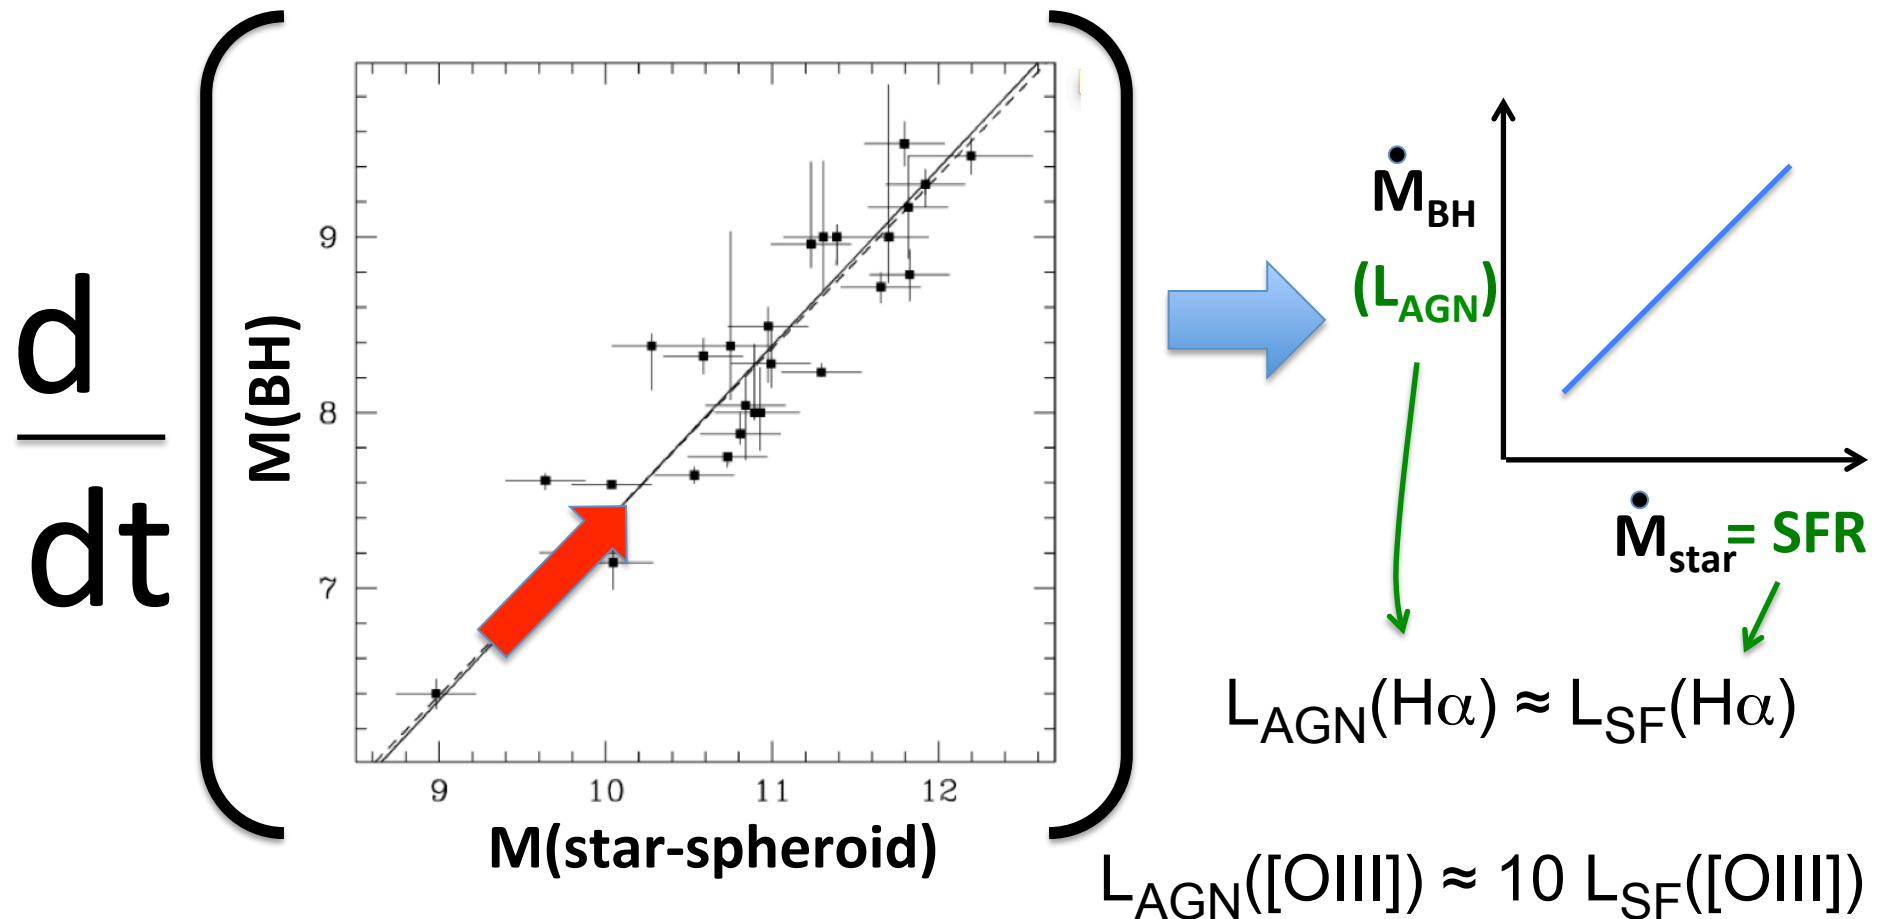 d
dt
M(BH)
9
8
7
9 10 11 12
M(star-spheroid)
Ṁ_BH
(L_AGN)
Ṁ_star = SFR
L_AGN(Hα) ≈ L_SF(Hα)
L_AGN([OIII]) ≈ 10 L_SF([OIII])